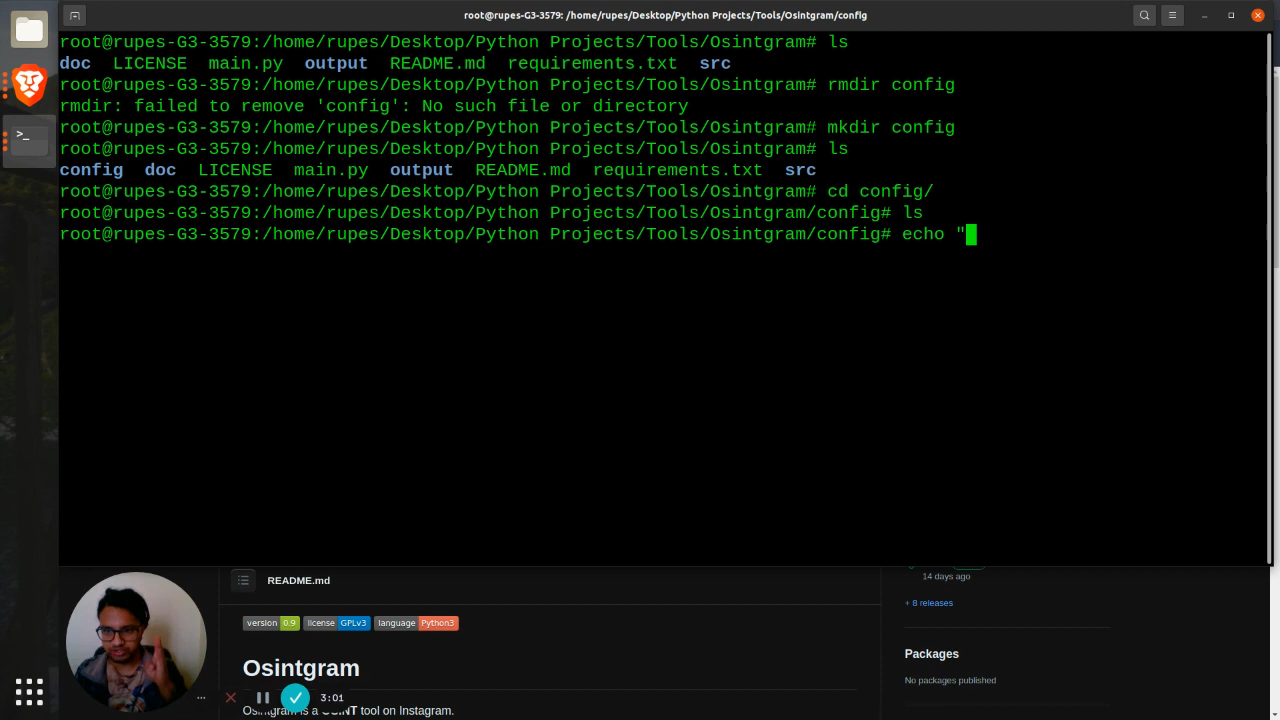 root@rupes-G3-3579: /home/rupes/Desktop/Python Projects/Tools/Osintgram/config
root@rupes-G3-3579:/home/rupes/Desktop/Python Projects/Tools/Osintgram# ls
doc LICENSE main.py output README.md requirements.txt src
root@rupes-G3-3579:/home/rupes/Desktop/Python Projects/Tools/Osintgram# rmdir config
rmdir: failed to remove 'config': No such file or directory
root@rupes-G3-3579:/home/rupes/Desktop/Python Projects/Tools/Osintgram# mkdir config
root@rupes-G3-3579:/home/rupes/Desktop/Python Projects/Tools/Osintgram# ls
config doc LICENSE main.py output README.md requirements.txt src
root@rupes-G3-3579:/home/rupes/Desktop/Python Projects/Tools/Osintgram# cd config/
root@rupes-G3-3579:/home/rupes/Desktop/Python Projects/Tools/Osintgram/config# ls
root@rupes-G3-3579:/home/rupes/Desktop/Python Projects/Tools/Osintgram/config# echo "
README.md
version 0.9 license GPLv3 language Python3
Osintgram
Osintgram is a OSINT tool on Instagram.
3:01
14 days ago
+ 8 releases
Packages
No packages published